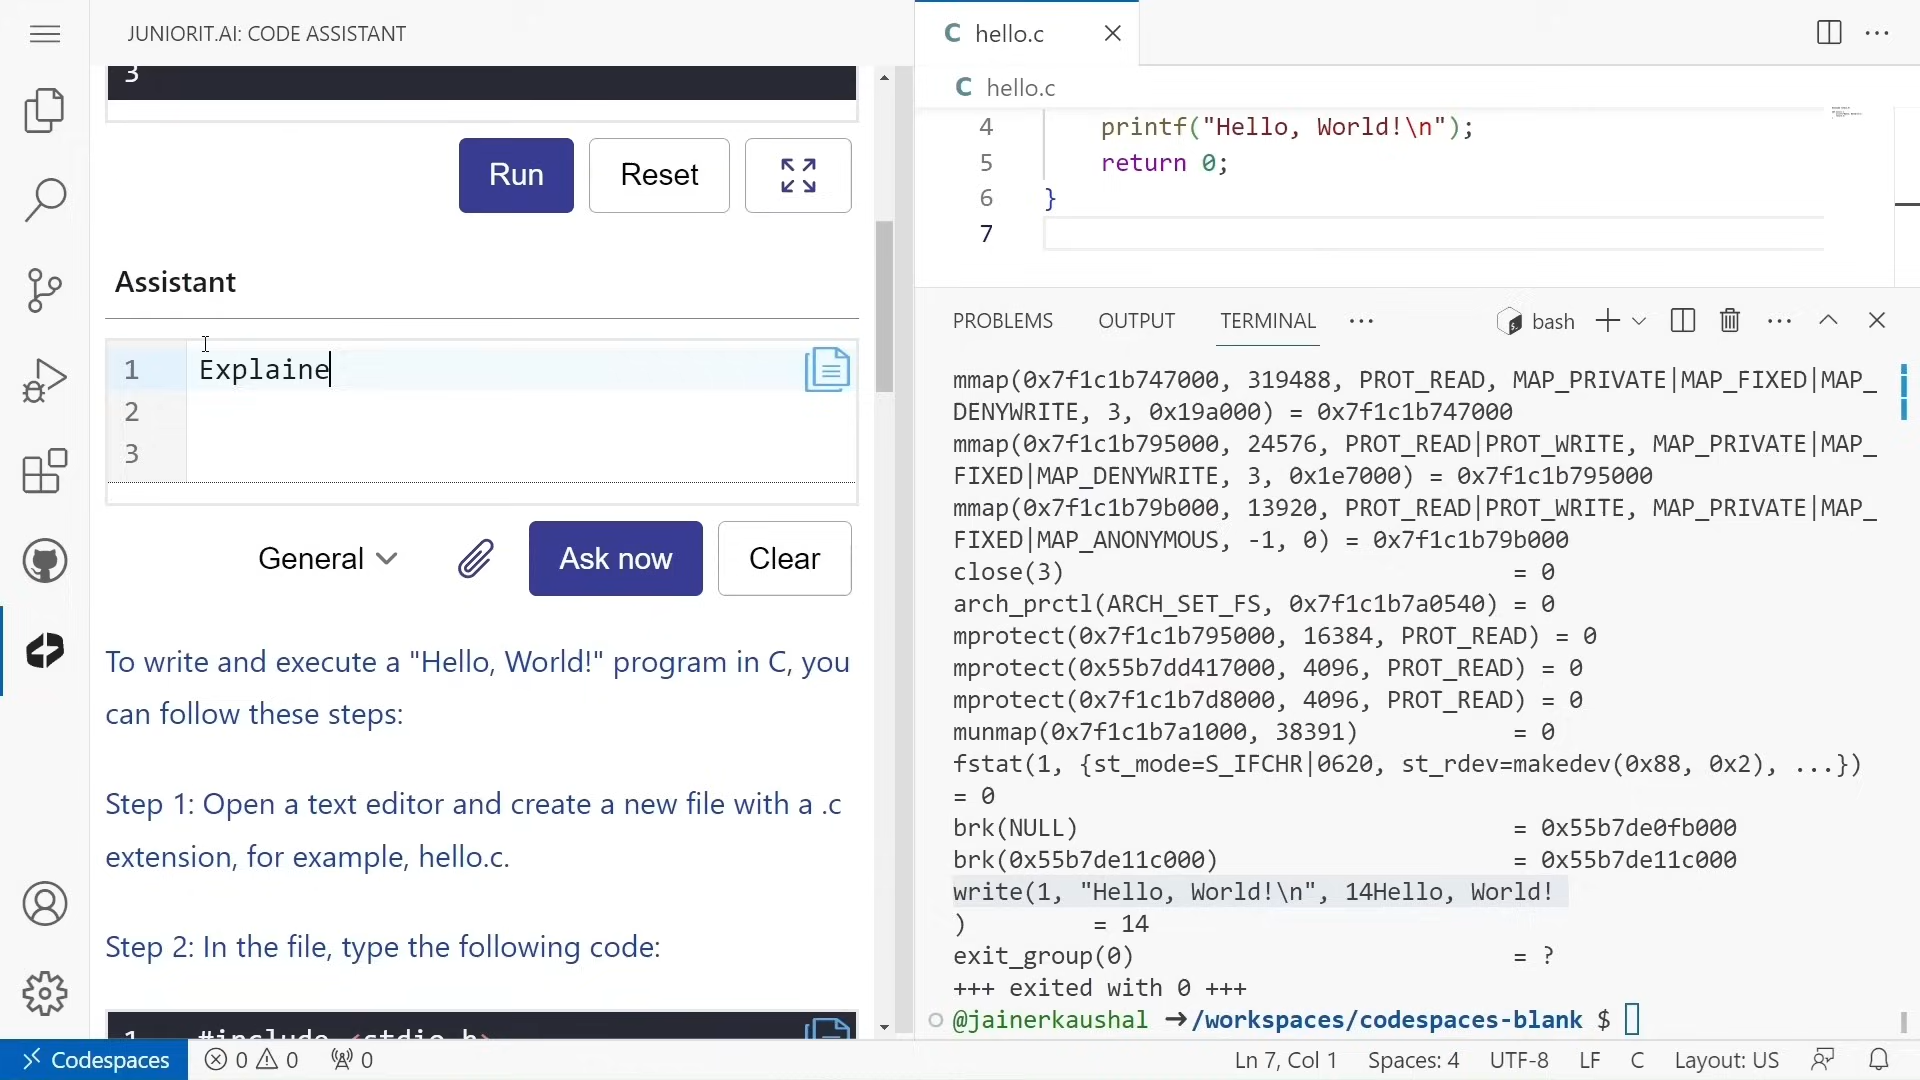 JUNIORIT.AI: CODE ASSISTANT
3
Run
Reset
Assistant
1
Explaine
2
3
General
Ask now
Clear
To write and execute a "Hello, World!" program in C, you
can follow these steps:
Step 1: Open a text editor and create a new file with a .c
extension, for example, hello.c.
Step 2: In the file, type the following code:
1 #include <stdio.h>
C hello.c
C hello.c
4 printf("Hello, World!\n");
5 return 0;
6 }
7
PROBLEMS OUTPUT TERMINAL ··· bash
mmap(0x7f1c1b747000, 319488, PROT_READ, MAP_PRIVATE|MAP_FIXED|MAP_
DENYWRITE, 3, 0x19a000) = 0x7f1c1b747000
mmap(0x7f1c1b795000, 24576, PROT_READ|PROT_WRITE, MAP_PRIVATE|MAP_
FIXED|MAP_DENYWRITE, 3, 0x1e7000) = 0x7f1c1b795000
mmap(0x7f1c1b79b000, 13920, PROT_READ|PROT_WRITE, MAP_PRIVATE|MAP_
FIXED|MAP_ANONYMOUS, -1, 0) = 0x7f1c1b79b000
close(3) = 0
arch_prctl(ARCH_SET_FS, 0x7f1c1b7a0540) = 0
mprotect(0x7f1c1b795000, 16384, PROT_READ) = 0
mprotect(0x55b7dd417000, 4096, PROT_READ) = 0
mprotect(0x7f1c1b7d8000, 4096, PROT_READ) = 0
munmap(0x7f1c1b7a1000, 38391) = 0
fstat(1, {st_mode=S_IFCHR|0620, st_rdev=makedev(0x88, 0x2), ...})
= 0
brk(NULL) = 0x55b7de0fb000
brk(0x55b7de11c000) = 0x55b7de11c000
write(1, "Hello, World!\n", 14Hello, World!
) = 14
exit_group(0) = ?
+++ exited with 0 +++
@jainerkaushal ➜/workspaces/codespaces-blank $
Codespaces 0 0 0 Ln 7, Col 1 Spaces: 4 UTF-8 LF C Layout: US